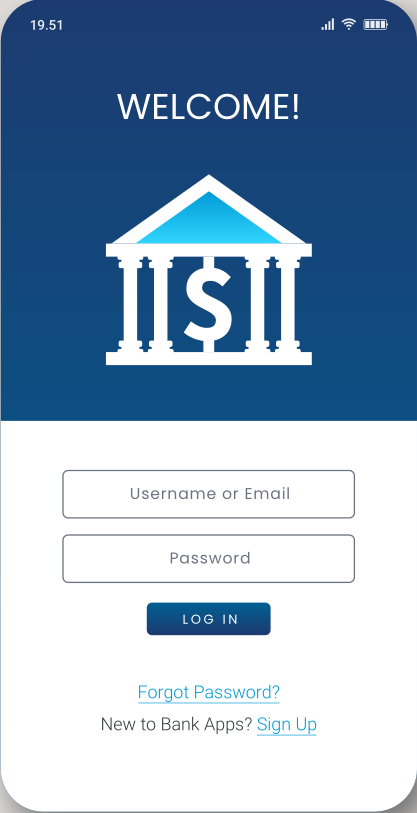 19.51
WELCOME!
$
Username or Email
Password
LOG IN
Forgot Password?
New to Bank Apps? Sign Up